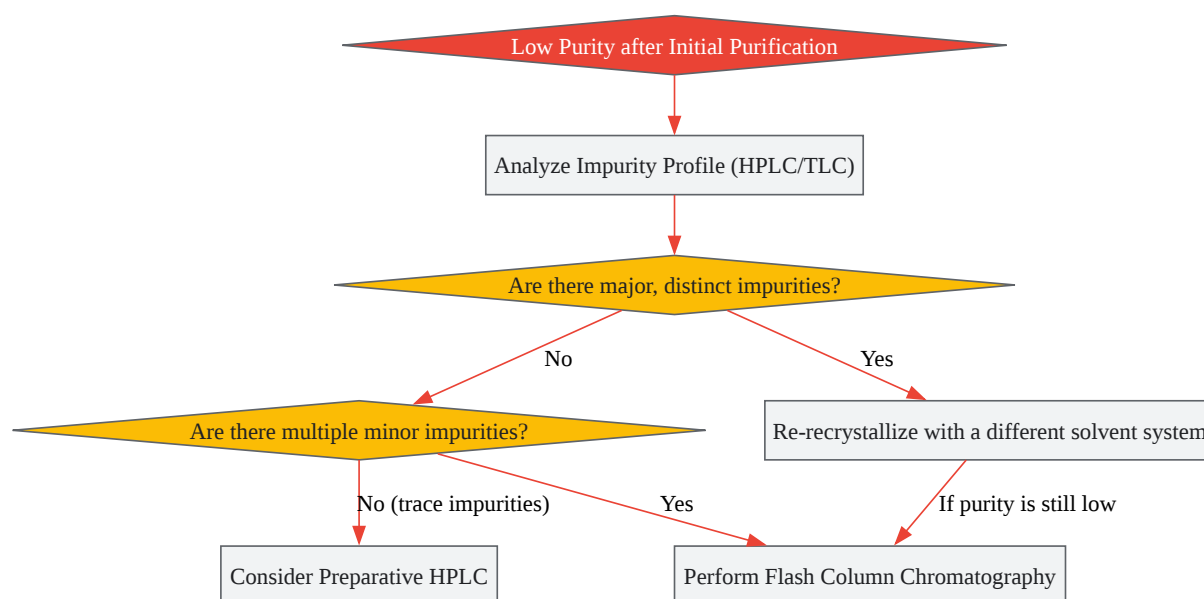 Low Purity after Initial Purification
Analyze Impurity Profile (HPLC/TLC)
Are there major, distinct impurities?
No
Yes
Are there multiple minor impurities?
Re-recrystallize with a different solvent system
No (trace impurities)
Yes
If purity is still low
Consider Preparative HPLC
Perform Flash Column Chromatography